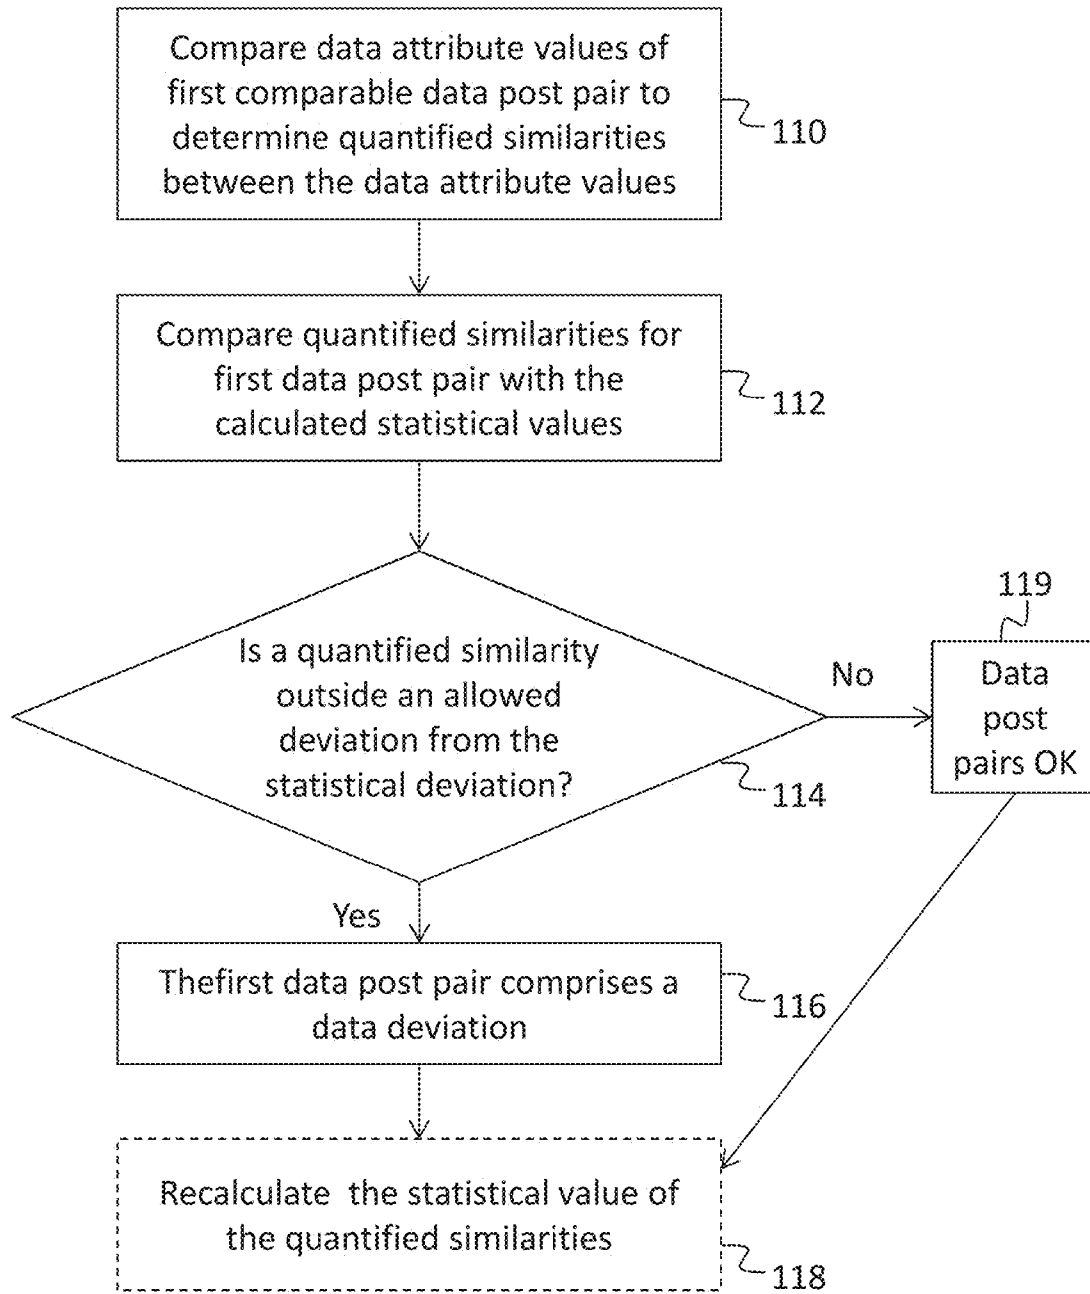 Compare data attribute values of
first comparable data post pair to
determine quantified similarities
between the data attribute values
110
Compare quantified similarities for
first data post pair with the
calculated statistical values
112
Is a quantified similarity
outside an allowed
deviation from the
statistical deviation?
114
No
119
Data
post
pairs OK
Yes
Thefirst data post pair comprises a
data deviation
116
Recalculate the statistical value of
the quantified similarities
118